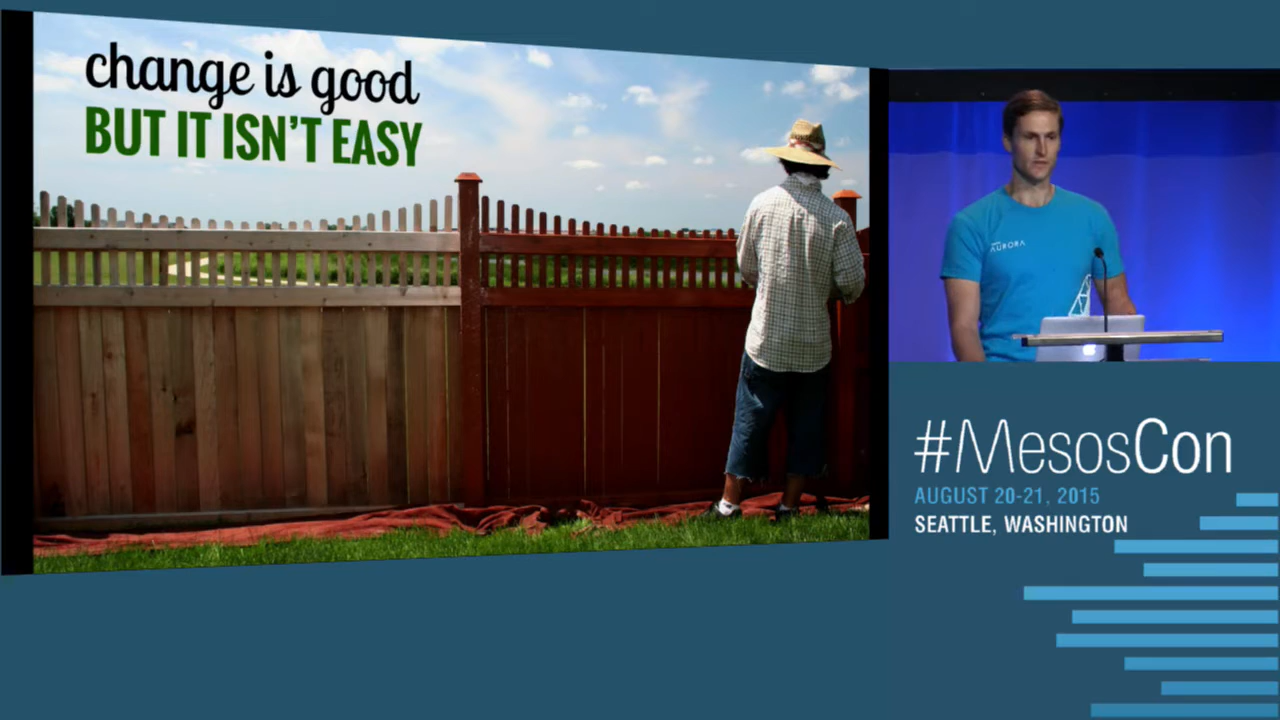 change is good
BUT IT ISN'T EASY
AURORA
#MesosCon
AUGUST 20-21, 2015
SEATTLE, WASHINGTON